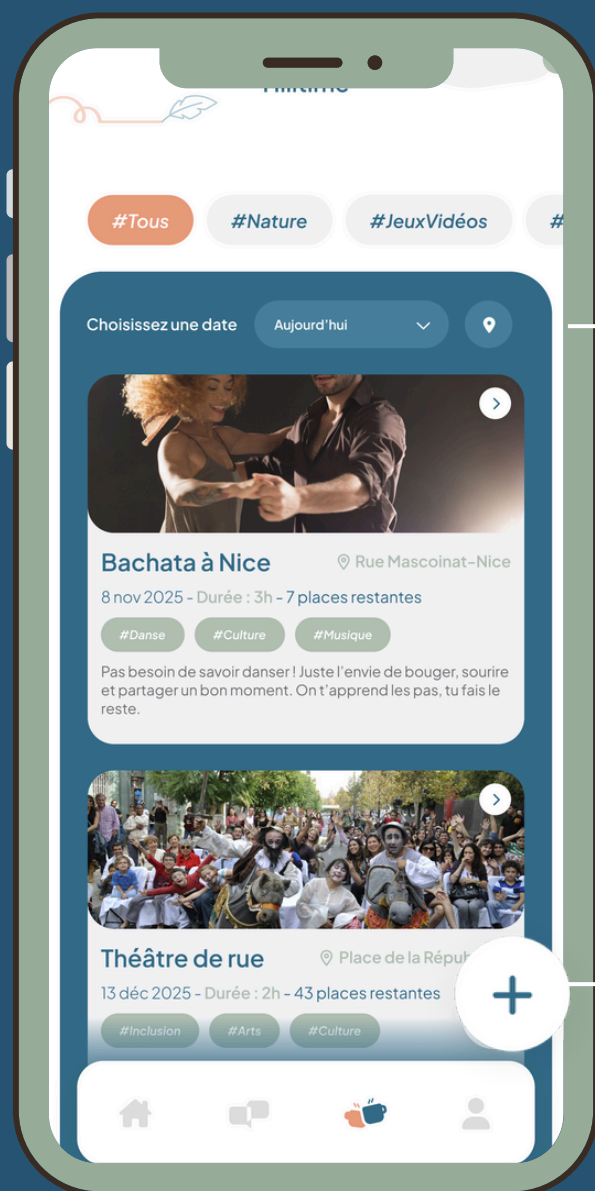 #Tous #Nature #JeuxVidéos #
Choisissez une date Aujourd'hui
Bachata à Nice Rue Mascoinat-Nice
8 nov 2025 - Durée : 3h - 7 places restantes
#Danse #Culture #Musique
Pas besoin de savoir danser ! Juste l'envie de bouger, sourire
et partager un bon moment. On t'apprend les pas, tu fais le
reste.
Théâtre de rue Place de la Répub
13 déc 2025 - Durée : 2h - 43 places restantes
#Inclusion #Arts #Culture